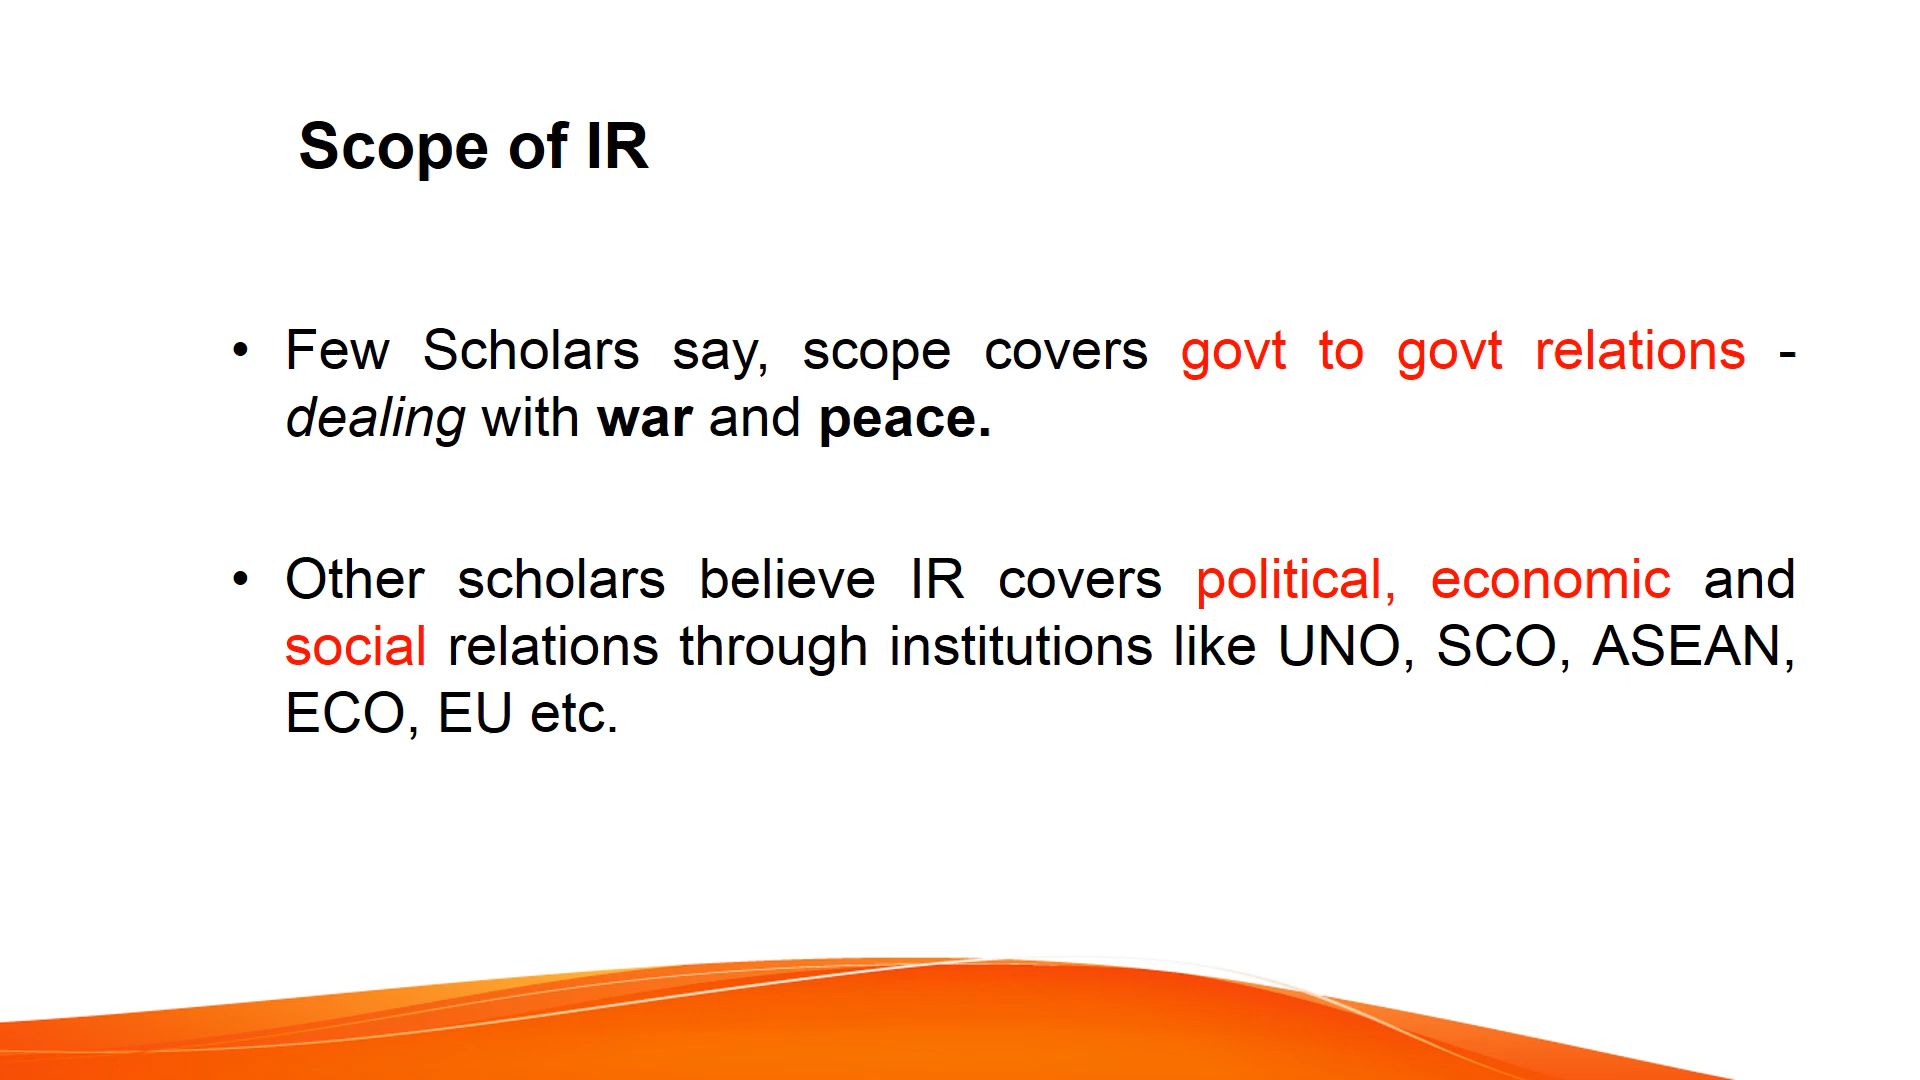 Scope of IR
• Few Scholars say, scope covers govt to govt relations -
dealing with war and peace.
• Other scholars believe IR covers political, economic and
social relations through institutions like UNO, SCO, ASEAN,
ECO, EU etc.